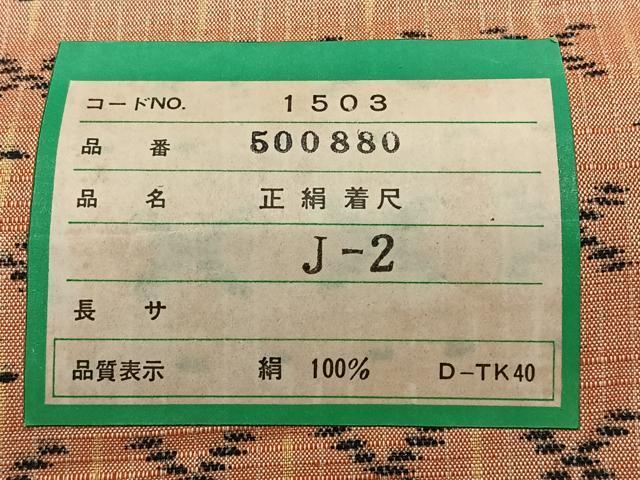 コードNO. 1503
品番 500880
品名 正絹着尺
J-2
長サ
品質表示 絹 100% D-TK40